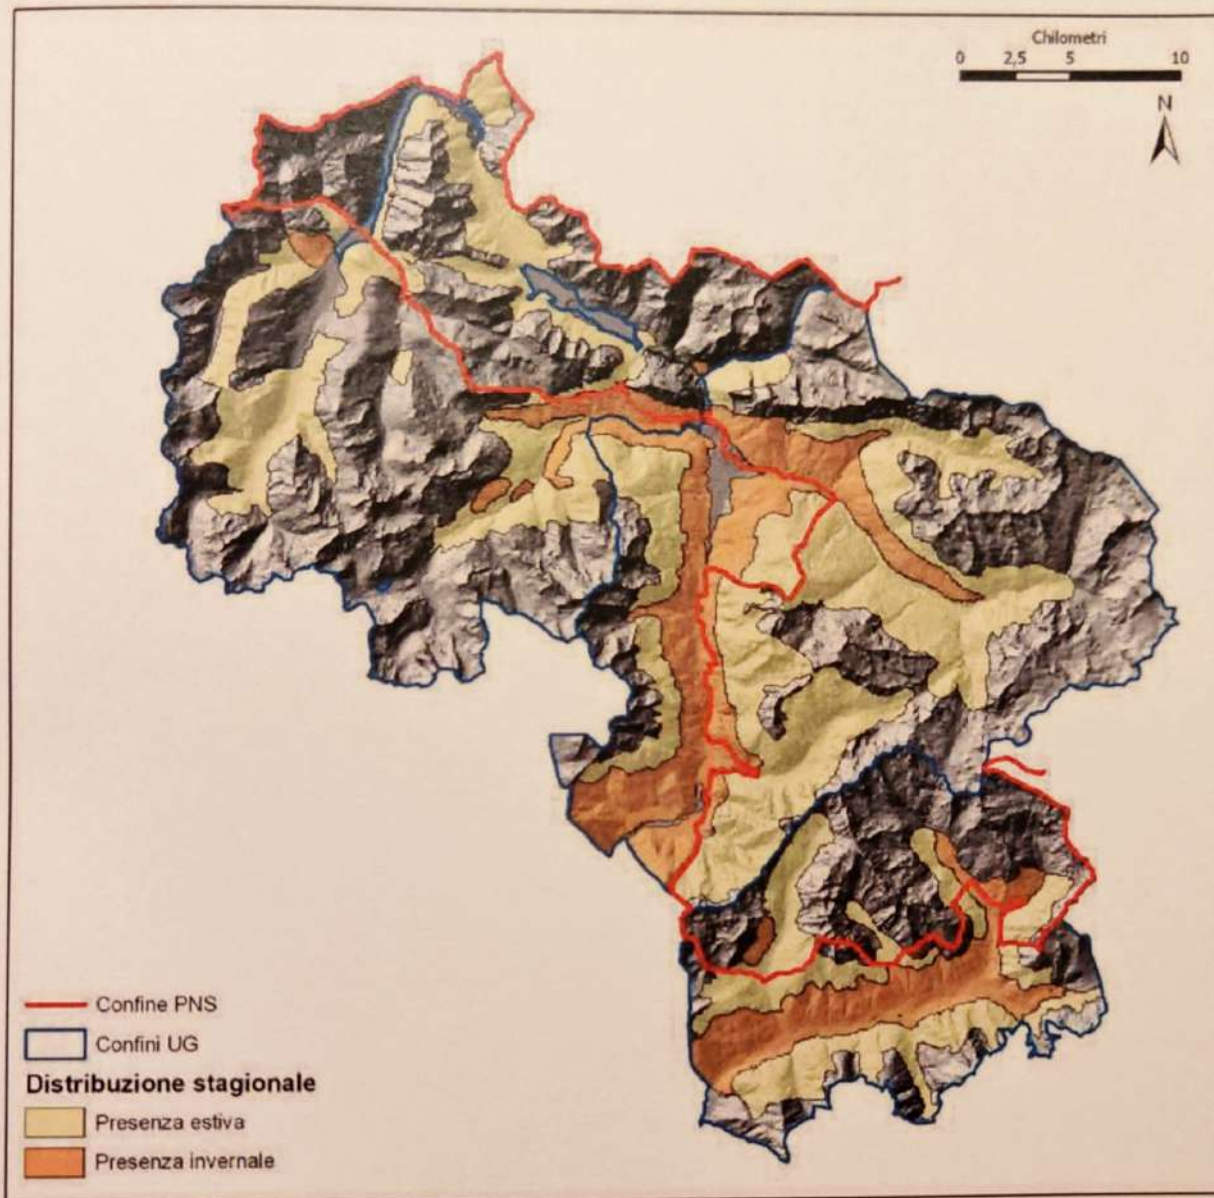 Chilometri
0 2,5 5 10
N
Confine PNS
Confini UG
Distribuzione stagionale
Presenza estiva
Presenza invernale